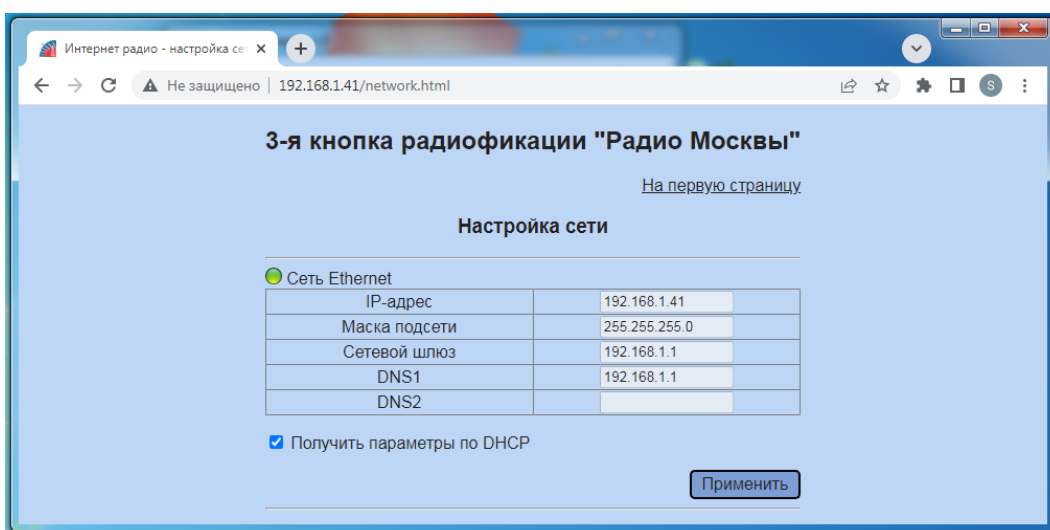 Интернет радио - настройка се
Не защищено 192.168.1.41/network.html
S
3-я кнопка радиофикации "Радио Москвы"
На первую страницу
Настройка сети
Сеть Ethernet
IP-адрес 192.168.1.41
Маска подсети 255.255.255.0
Сетевой шлюз 192.168.1.1
DNS1 192.168.1.1
DNS2
Получить параметры по DHCP
Применить